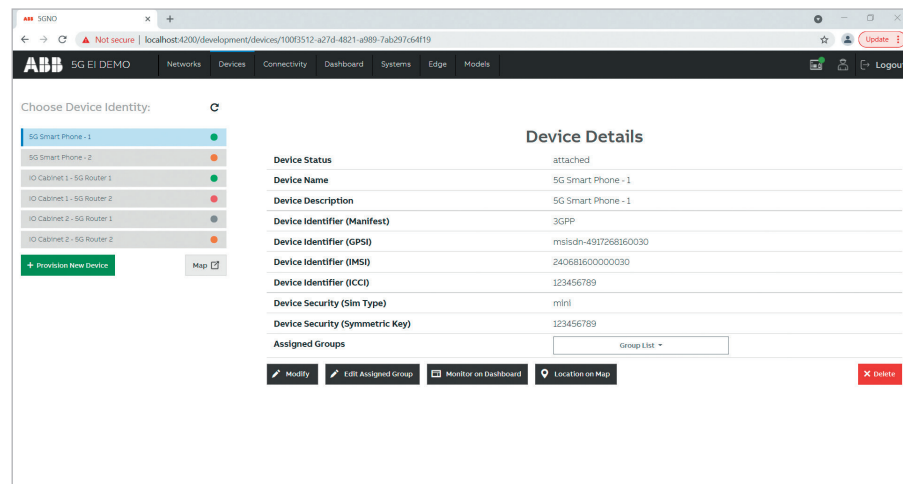 ABB 5GNO × +
Not secure | localhost:4200/development/devices/100f3512-a27d-4821-a989-7ab297c64f19 Update
ABB 5G EI DEMO Networks Devices Connectivity Dashboard Systems Edge Models Logout
Choose Device Identity:
5G Smart Phone - 1
5G Smart Phone - 2
IO Cabinet 1 - 5G Router 1
IO Cabinet 1 - 5G Router 2
IO Cabinet 2 - 5G Router 1
IO Cabinet 2 - 5G Router 2
+ Provision New Device Map
Device Details
Device Status attached
Device Name 5G Smart Phone - 1
Device Description 5G Smart Phone - 1
Device Identifier (Manifest) 3GPP
Device Identifier (GPSI) msisdn-4917268160030
Device Identifier (IMSI) 240681600000030
Device Identifier (ICCI) 123456789
Device Security (Sim Type) mini
Device Security (Symmetric Key) 123456789
Assigned Groups Group List
Modify Edit Assigned Group Monitor on Dashboard Location on Map Delete